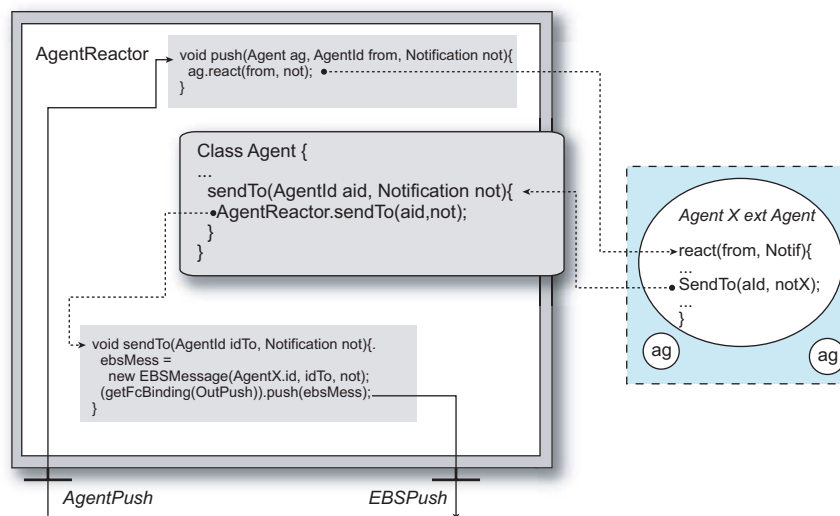 AgentReactor
void push(Agent ag, AgentId from, Notification not){
ag.react(from, not);
}
Class Agent {
...
sendTo(AgentId aid, Notification not){
AgentReactor.sendTo(aid,not);
}
}
Agent X ext Agent
react(from, Notif){
...
SendTo(aId, notX);
...
}
ag
ag
void sendTo(AgentId idTo, Notification not){.
ebsMess =
new EBSMessage(AgentX.id, idTo, not);
(getFcBinding(OutPush)).push(ebsMess);
}
AgentPush
EBSPush